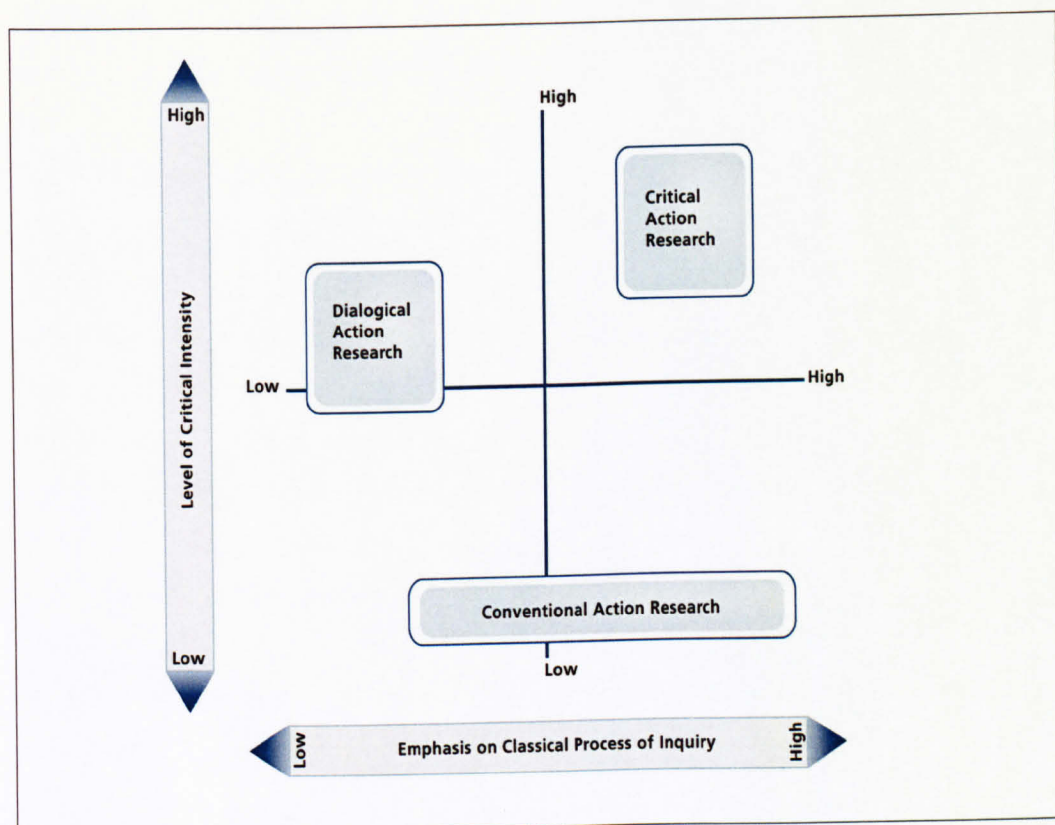 High
High
Critical
Action
Research
Dialogical
Action
Research
Level of Critical Intensity
Low
High
Conventional Action Research
Low
Low
Low
Emphasis on Classical Process of Inquiry
High